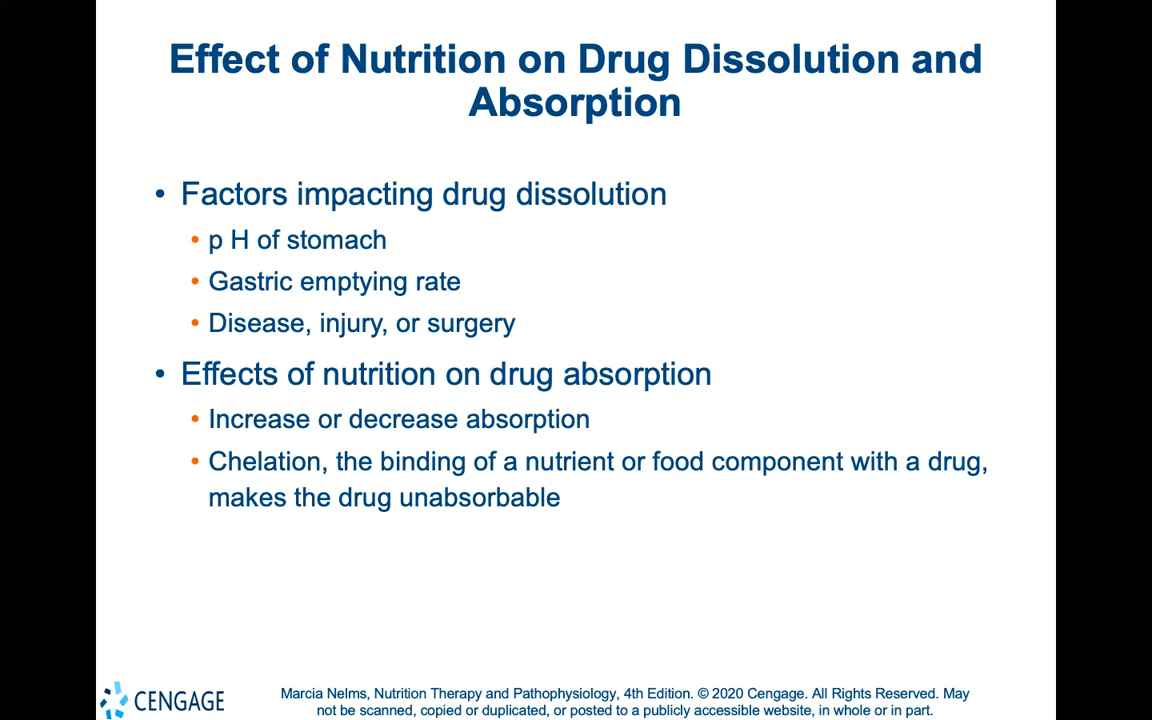 Effect of Nutrition on Drug Dissolution and
Absorption
• Factors impacting drug dissolution
• p H of stomach
• Gastric emptying rate
• Disease, injury, or surgery
• Effects of nutrition on drug absorption
• Increase or decrease absorption
• Chelation, the binding of a nutrient or food component with a drug,
makes the drug unabsorbable
CENGAGE
Marcia Nelms, Nutrition Therapy and Pathophysiology, 4th Edition. © 2020 Cengage. All Rights Reserved. May
not be scanned, copied or duplicated, or posted to a publicly accessible website, in whole or in part.